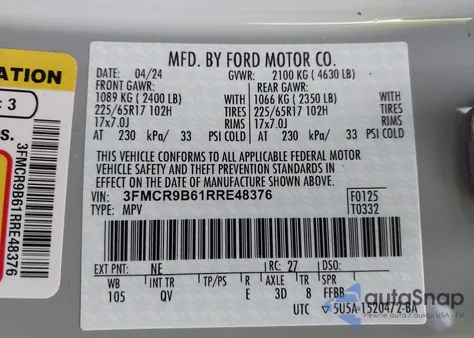 ATION
: 3
s.
3FMCR9B61RRE48376
MFD. BY FORD MOTOR CO.
DATE: 04/24 GVWR: 2100 KG ( 4630 LB)
FRONT GAWR: REAR GAWR:
1089 KG ( 2400 LB) 1066 KG ( 2350 LB)
225/65R17 102H TIRES 225/65R17 102H TIRES
17x7.0J RIMS 17x7.0J RIMS
AT 230 kPa/ 33 PSI COLD AT 230 kPa/ 33 PSI COLD
THIS VEHICLE CONFORMS TO ALL APPLICABLE FEDERAL MOTOR
VEHICLE SAFETY AND THEFT PREVENTION STANDARDS IN
EFFECT ON THE DATE OF MANUFACTURE SHOWN ABOVE.
VIN: 3FMCR9B61RRE48376 F0125
TYPE: MPV T0332
EXT PNT: NE RC: 27
WB INT TR TP/PS R AXLE TR SPR
105 QV E 3D 8 FFBB
UTC 5U5A-1520472-BA
autoSnap